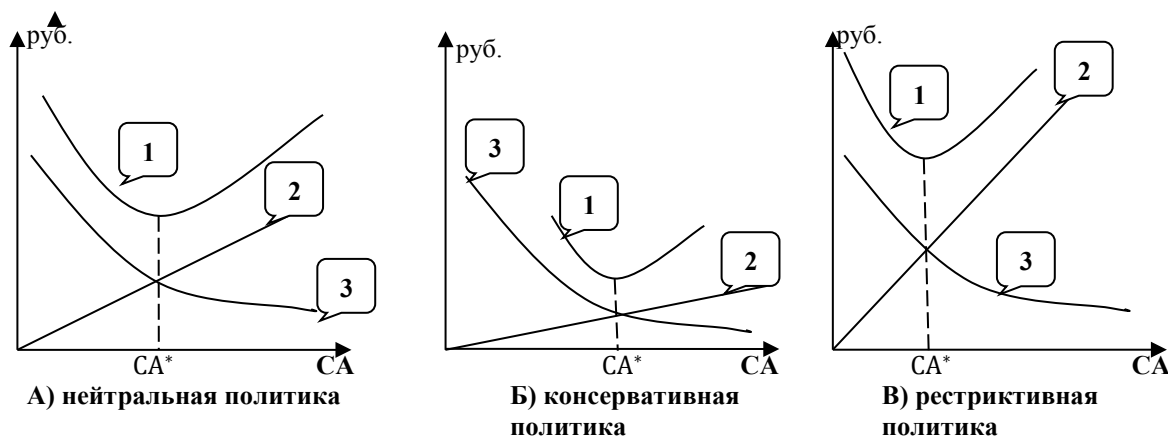 руб.
1
2
3
CA*
CA
А) нейтральная политика
руб.
3
1
2
CA*
CA
Б) консервативная
политика
руб.
1
2
3
CA*
CA
В) рестриктивная
политика